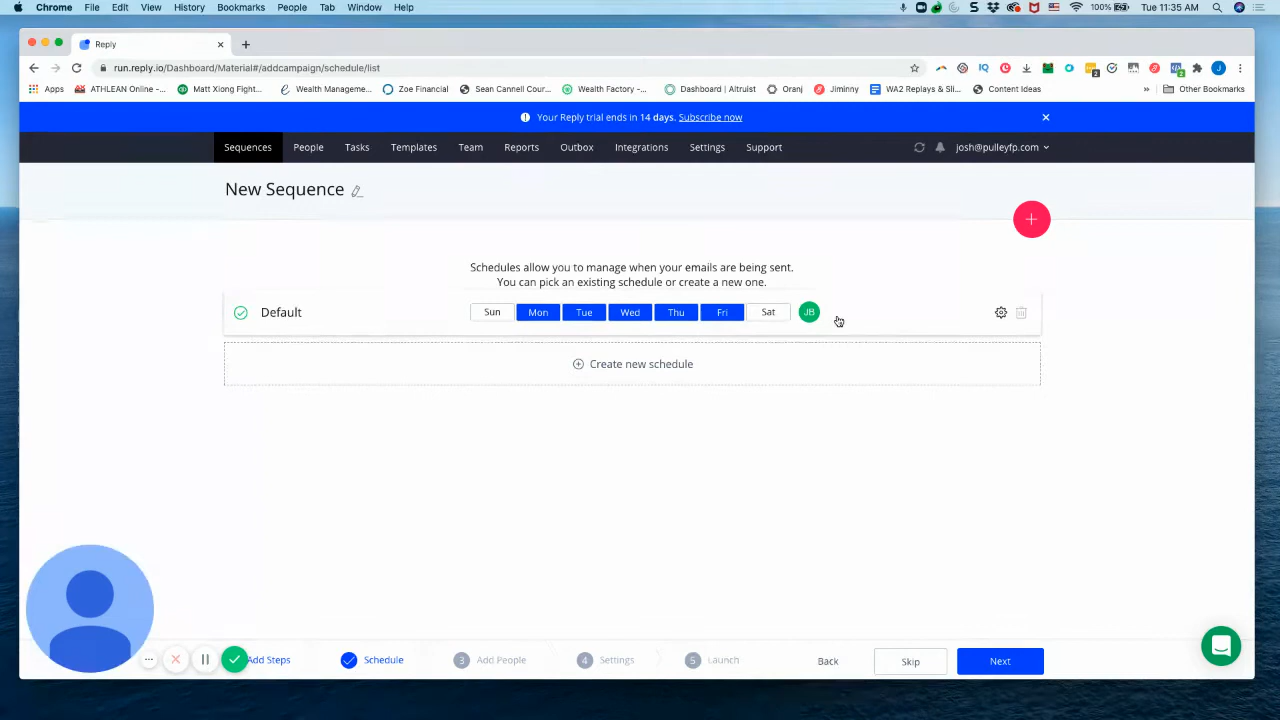 Chrome File Edit View History Bookmarks People Tab Window Help
100% Tue 11:35 AM
Reply
run.reply.io/Dashboard/Material#/addcampaign/schedule/list
Apps ATHLEAN Online -... Matt Xiong Fight... Wealth Manageme... Zoe Financial Sean Cannell Cour... Wealth Factory -... Dashboard | Altruist Oranj Jiminny WA2 Replays & Sli... Content Ideas Other Bookmarks
Your Reply trial ends in 14 days. Subscribe now
Sequences People Tasks Templates Team Reports Outbox Integrations Settings Support josh@pulleyfp.com
New Sequence
Schedules allow you to manage when your emails are being sent.
You can pick an existing schedule or create a new one.
Default Sun Mon Tue Wed Thu Fri Sat JB
Create new schedule
Add Steps Schedule 3 Add People 4 Settings 5 Launch Back Skip Next